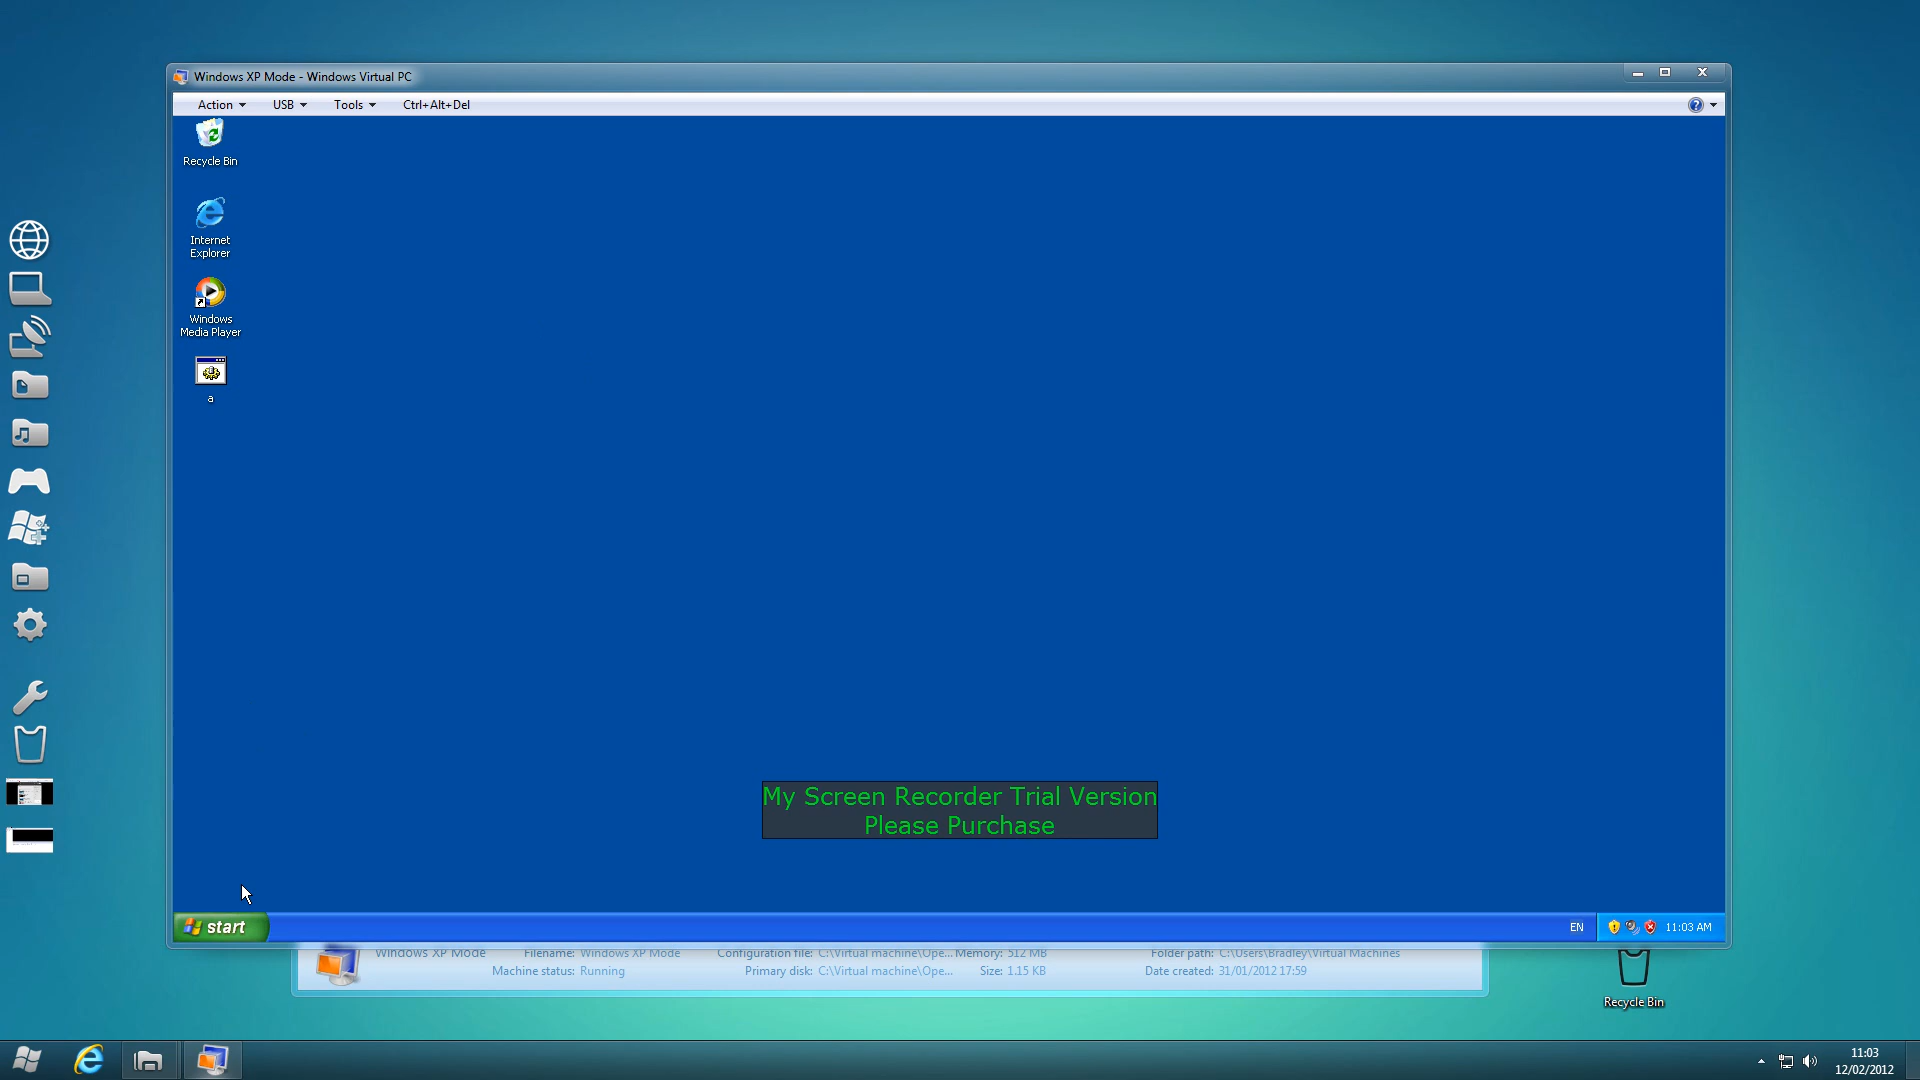 Windows XP Mode - Windows Virtual PC
Action USB Tools Ctrl+Alt+Del
Recycle Bin
Internet
Explorer
Windows
Media Player
a
My Screen Recorder Trial Version
Please Purchase
start EN 11:03 AM
Windows XP Mode Filename: Windows XP Mode Configuration file: C:\Virtual machine\Ope... Memory: 512 MB Folder path: C:\Users\Bradley\Virtual Machines
Machine status: Running Primary disk: C:\Virtual machine\Ope... Size: 1.15 KB Date created: 31/01/2012 17:59
Recycle Bin
11:03
12/02/2012